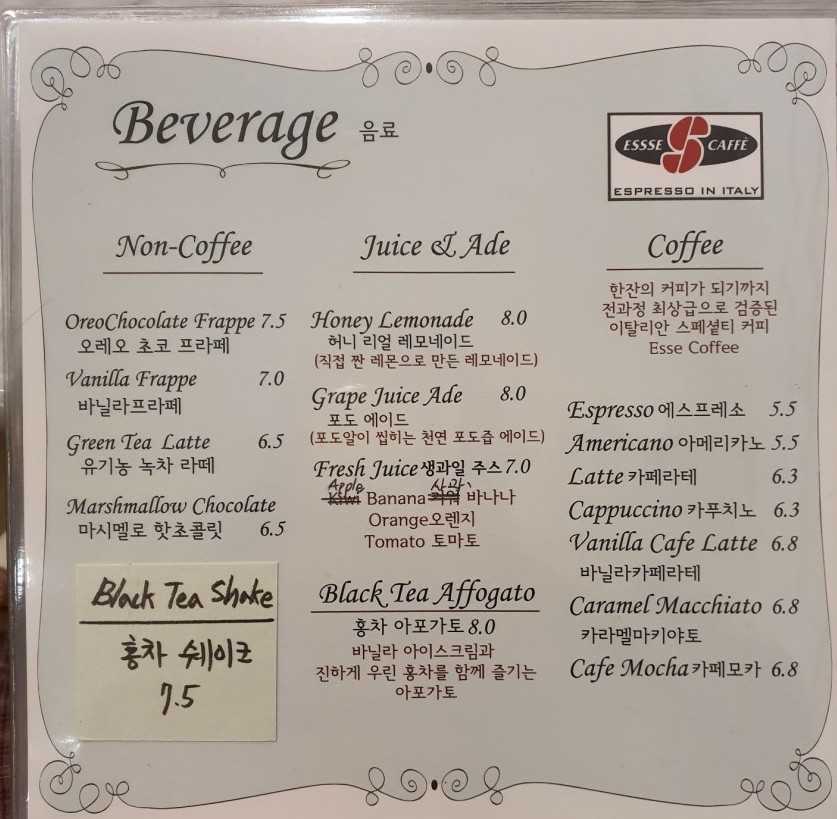 Beverage 음료
ESSSE CAFFÈ
ESPRESSO IN ITALY
Non-Coffee
OreoChocolate Frappe 7.5
오레오 초코 프라페
Vanilla Frappe 7.0
바닐라프라페
Green Tea Latte 6.5
유기농 녹차 라떼
Marshmallow Chocolate
마시멜로 핫초콜릿 6.5
Black Tea Shake
홍차 쉐이크
7.5
Juice & Ade
Honey Lemonade 8.0
허니 리얼 레모네이드
(직접 짠 레몬으로 만든 레모네이드)
Grape Juice Ade 8.0
포도 에이드
(포도알이 씹히는 천연 포도즙 에이드)
Fresh Juice 생과일 주스 7.0
Apple 사과、
Kiwi Banana 키위 바나나
Orange오렌지
Tomato 토마토
Black Tea Affogato
홍차 아포가토 8.0
바닐라 아이스크림과
진하게 우린 홍차를 함께 즐기는
아포가토
Coffee
한잔의 커피가 되기까지
전과정 최상급으로 검증된
이탈리안 스페셜티 커피
Esse Coffee
Espresso 에스프레소 5.5
Americano 아메리카노 5.5
Latte 카페라테 6.3
Cappuccino 카푸치노 6.3
Vanilla Cafe Latte 6.8
바닐라카페라테
Caramel Macchiato 6.8
카라멜마키야토
Cafe Mocha 카페모카 6.8